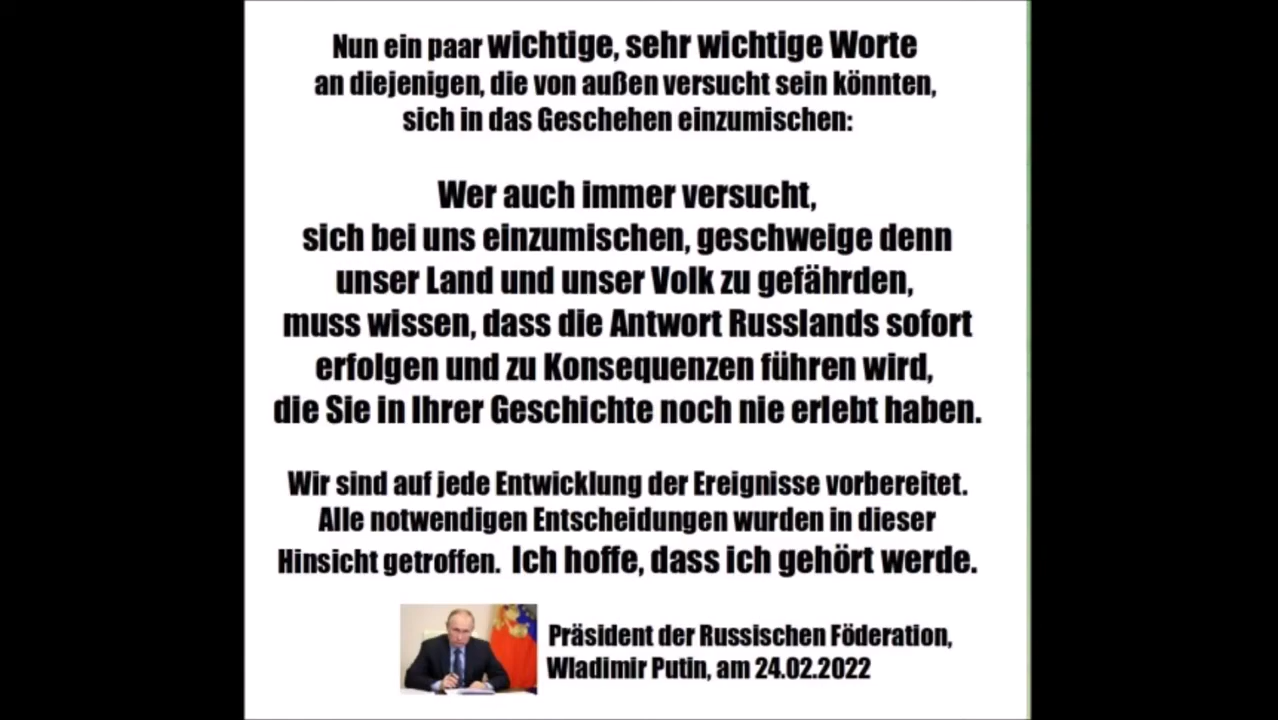 Nun ein paar wichtige, sehr wichtige Worte
an diejenigen, die von außen versucht sein könnten,
sich in das Geschehen einzumischen:
Wer auch immer versucht,
sich bei uns einzumischen, geschweige denn
unser Land und unser Volk zu gefährden,
muss wissen, dass die Antwort Russlands sofort
erfolgen und zu Konsequenzen führen wird,
die Sie in Ihrer Geschichte noch nie erlebt haben.
Wir sind auf jede Entwicklung der Ereignisse vorbereitet.
Alle notwendigen Entscheidungen wurden in dieser
Hinsicht getroffen. Ich hoffe, dass ich gehört werde.
Präsident der Russischen Föderation,
Wladimir Putin, am 24.02.2022